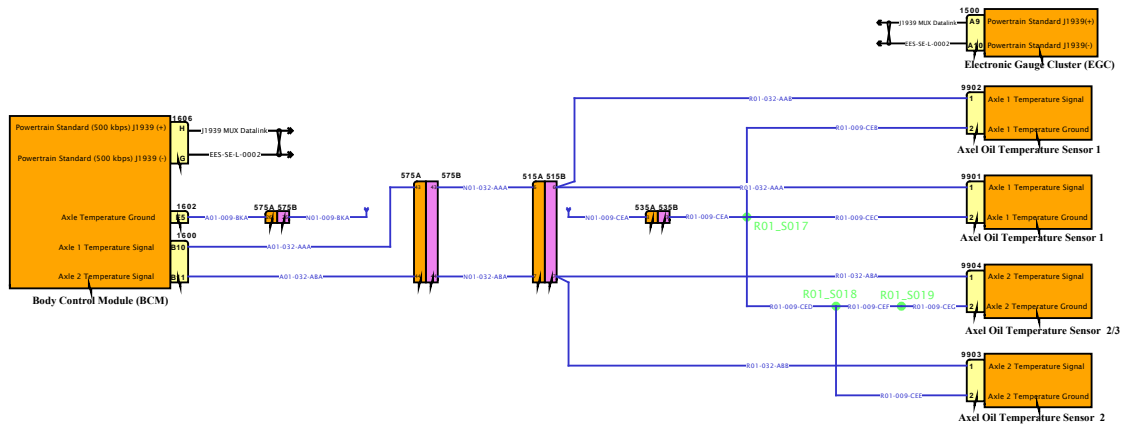 1500
A9
Powertrain Standard J1939(+)
J1939 MUX Datalink
A10
Powertrain Standard J1939(-)
EES-SE-L-0002
Electronic Gauge Cluster (EGC)
9902
1
Axle 1 Temperature Signal
R01-032-AAB
2
Axle 1 Temperature Ground
R01-009-CEB
Axel Oil Temperature Sensor 1
1606
Powertrain Standard (500 kbps) J1939 (+)
H
J1939 MUX Datalink
Powertrain Standard (500 kbps) J1939 (-)
G
EES-SE-L-0002
575A 575B
515A 515B
9901
1
Axle 1 Temperature Signal
N01-032-AAA
R01-032-AAA
1602
Axle Temperature Ground
E5
A01-009-BKA
575A 575B
N01-009-BKA
N01-009-CEA
535A 535B
R01-009-CEA
R01_S017
R01-009-CEC
2
Axle 1 Temperature Ground
Axel Oil Temperature Sensor 1
1600
Axle 1 Temperature Signal
B10
A01-032-AAA
Axle 2 Temperature Signal
A01-032-ABA
N01-032-ABA
R01-032-ABA
9904
1
Axle 2 Temperature Signal
Body Control Module (BCM)
R01_S018
R01_S019
R01-009-CED
R01-009-CEF
R01-009-CEG
2
Axle 2 Temperature Ground
Axel Oil Temperature Sensor 2/3
9903
1
Axle 2 Temperature Signal
R01-032-ABB
2
Axle 2 Temperature Ground
R01-009-CEE
Axel Oil Temperature Sensor 2